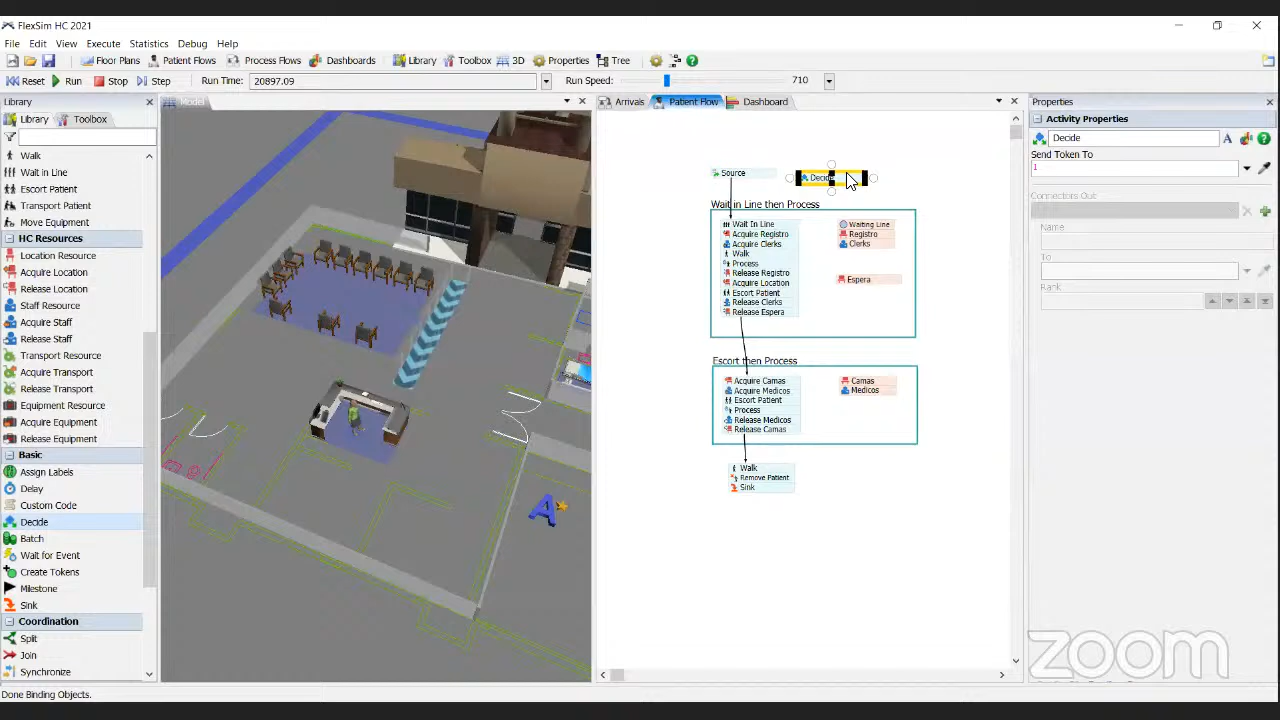 FlexSim HC 2021
File Edit View Execute Statistics Debug Help
Floor Plans Patient Flows Process Flows Dashboards Library Toolbox 3D Properties Tree
Reset Run Stop Step Run Time: 20897.09 Run Speed: 710
Library
Library Toolbox
Walk
Wait in Line
Escort Patient
Transport Patient
Move Equipment
HC Resources
Location Resource
Acquire Location
Release Location
Staff Resource
Acquire Staff
Release Staff
Transport Resource
Acquire Transport
Release Transport
Equipment Resource
Acquire Equipment
Release Equipment
Basic
Assign Labels
Delay
Custom Code
Decide
Batch
Wait for Event
Create Tokens
Milestone
Sink
Coordination
Split
Join
Synchronize
Done Binding Objects.
Model
A
Arrivals Patient Flow Dashboard
Source
Decide
Wait in Line then Process
Wait In Line
Acquire Registro
Acquire Clerks
Walk
Process
Release Registro
Acquire Location
Escort Patient
Release Clerks
Release Espera
Waiting Line
Registro
Clerks
Espera
Escort then Process
Acquire Camas
Acquire Medicos
Escort Patient
Process
Release Medicos
Release Camas
Camas
Medicos
Walk
Remove Patient
Sink
Properties
Activity Properties
Decide
A
Send Token To
1
Connectors Out
Name
To
Rank
zoom